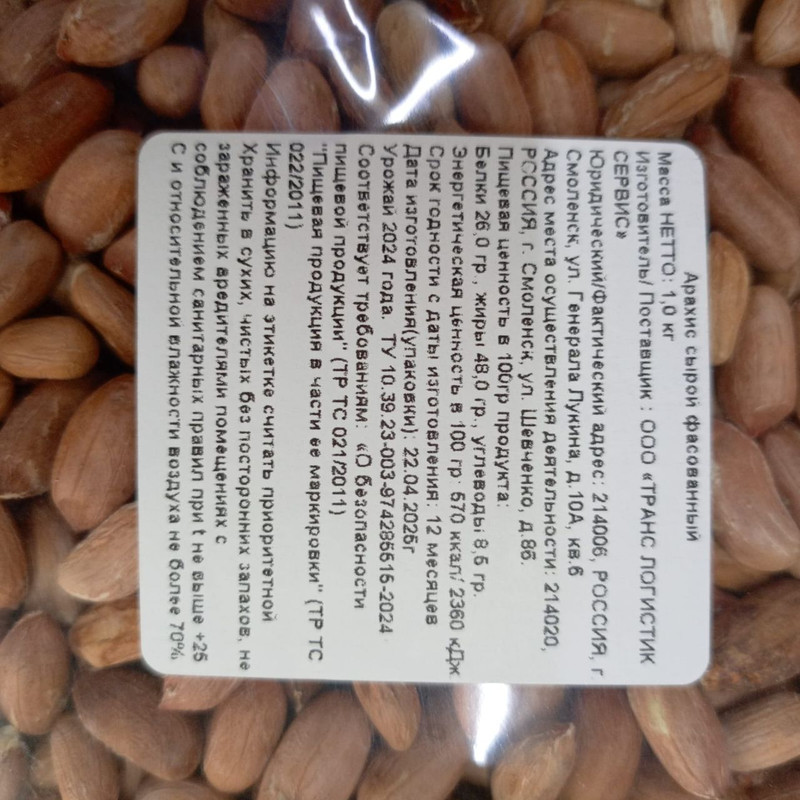 Арахис сырой фасованный
Масса НЕТТО: 1,0 кг
Изготовитель/ Поставщик : ООО «ТРАНС ЛОГИСТИК
СЕРВИС»
Юридический/Фактический адрес: 214006, РОССИЯ, г.
Смоленск, ул. Генерала Лукина, д.10А, кв.6
Адрес места осуществления деятельности: 214020,
РОССИЯ, г. Смоленск, ул. Шевченко, д.86.
Пищевая ценность в 100гр продукта:
Белки 26,0 гр., жиры 48,0 гр., углеводы 8,5 гр.
Энергетическая ценность в 100 гр: 570 ккал/ 2360 кДж.
Срок годности с даты изготовления: 12 месяцев
Дата изготовления(упаковки): 22.04.2025г
Урожай 2024 года. ТУ 10.39.23-003-974285515-2024
Соответствует требованиям: «О безопасности
пищевой продукции" (ТР ТС 021/2011)
"Пищевая продукция в части ее маркировки" (ТР ТС
022/2011)
Информацию на этикетке считать приоритетной
Хранить в сухих, чистых без посторонних запахов, не
зараженных вредителями помещениях с
соблюдением санитарных правил при t не выше +25
С и относительной влажности воздуха не более 70%